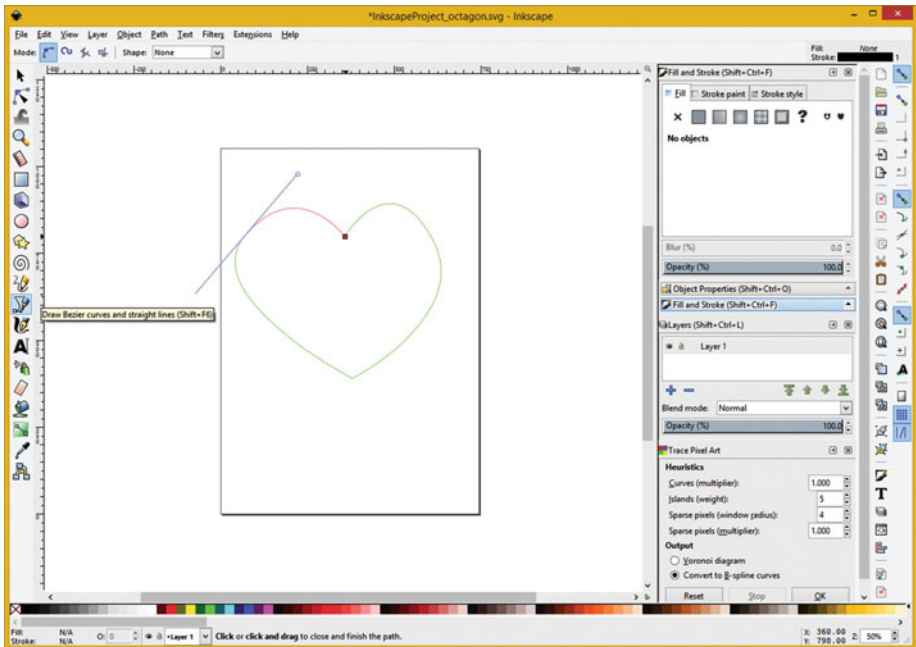 *InkscapeProject_octagon.svg - Inkscape
File Edit View Layer Object Path Text Filters Extensions Help
Mode: Shape: None
Fill: None
Stroke: 1
Fill and Stroke (Shift+Ctrl+F)
Fill Stroke paint Stroke style
No objects
Blur (%) 0.0
Opacity (%) 100.0
Object Properties (Shift+Ctrl+O)
Fill and Stroke (Shift+Ctrl+F)
Draw Bezier curves and straight lines (Shift+F6)
Layers (Shift+Ctrl+L)
Layer 1
Blend mode: Normal
Opacity (%) 100.0
Trace Pixel Art
Heuristics
Curves (multiplier): 1.000
Islands (weight): 5
Sparse pixels (window radius): 4
Sparse pixels (multiplier): 1.000
Output
Voronoi diagram
Convert to B-spline curves
Reset Stop OK
Fill: N/A
Stroke: N/A
O: 0
•Layer 1
Click or click and drag to close and finish the path.
X: 360.00
Y: 798.00
Z: 50%